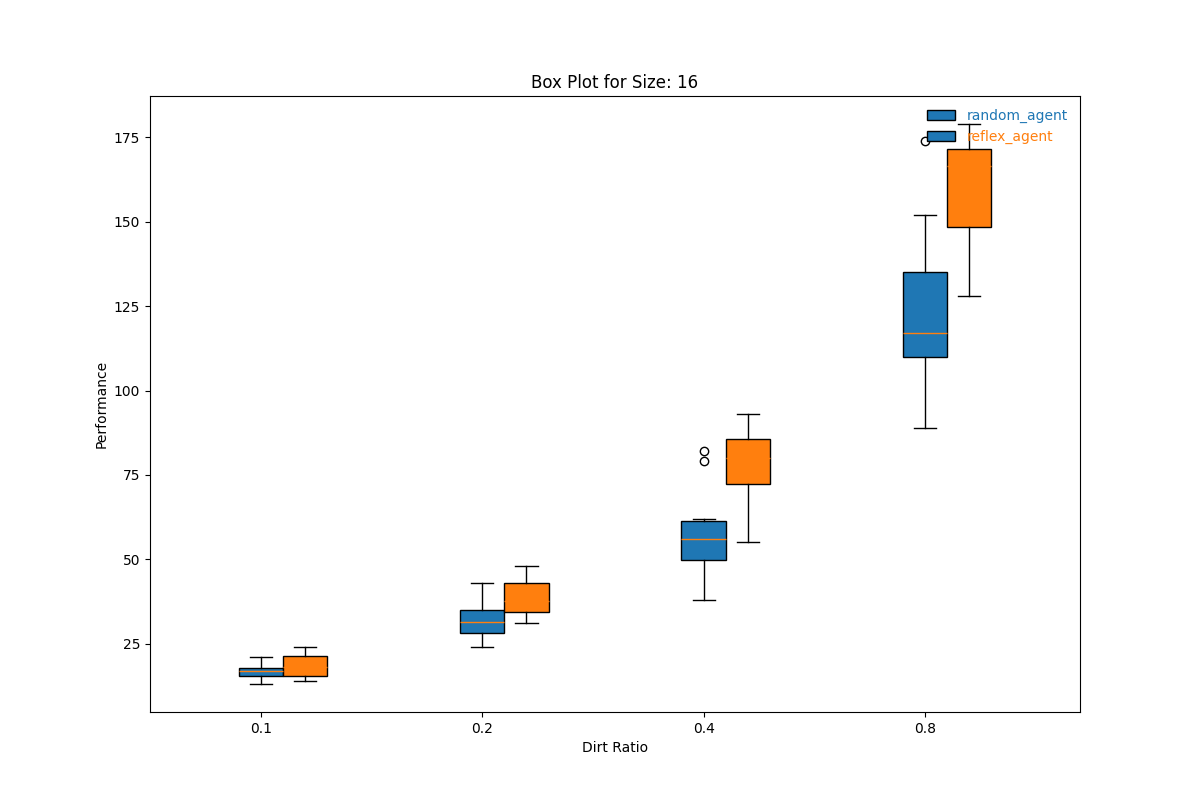 Box Plot for Size: 16
random_agent
reflex_agent
175
150
125
100
75
50
25
Performance
0.1 0.2 0.4 0.8
Dirt Ratio